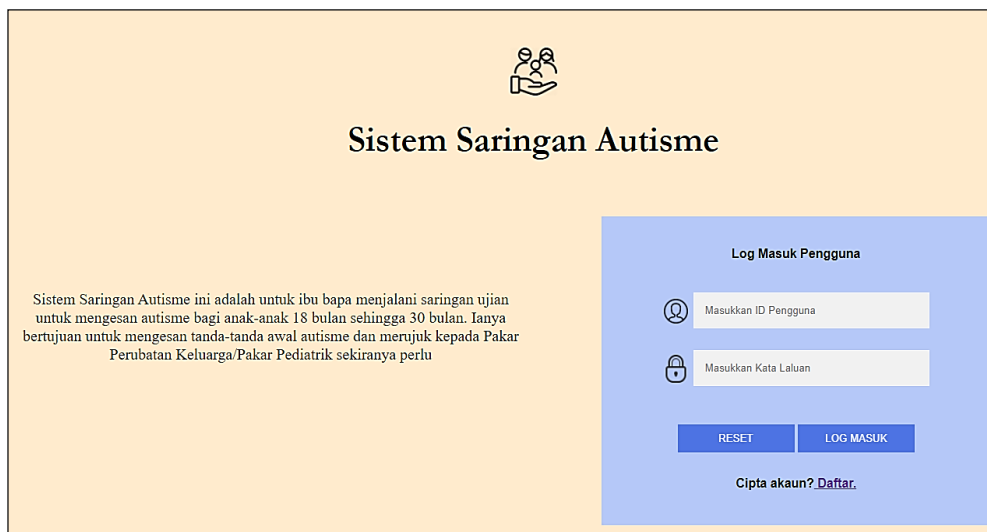 Sistem Saringan Autisme
Sistem Saringan Autisme ini adalah untuk ibu bapa menjalani saringan ujian
untuk mengesan autisme bagi anak-anak 18 bulan sehingga 30 bulan. Ianya
bertujuan untuk mengesan tanda-tanda awal autisme dan merujuk kepada Pakar
Perubatan Keluarga/Pakar Pediatrik sekiranya perlu
Log Masuk Pengguna
Masukkan ID Pengguna
Masukkan Kata Laluan
RESET LOG MASUK
Cipta akaun? Daftar.